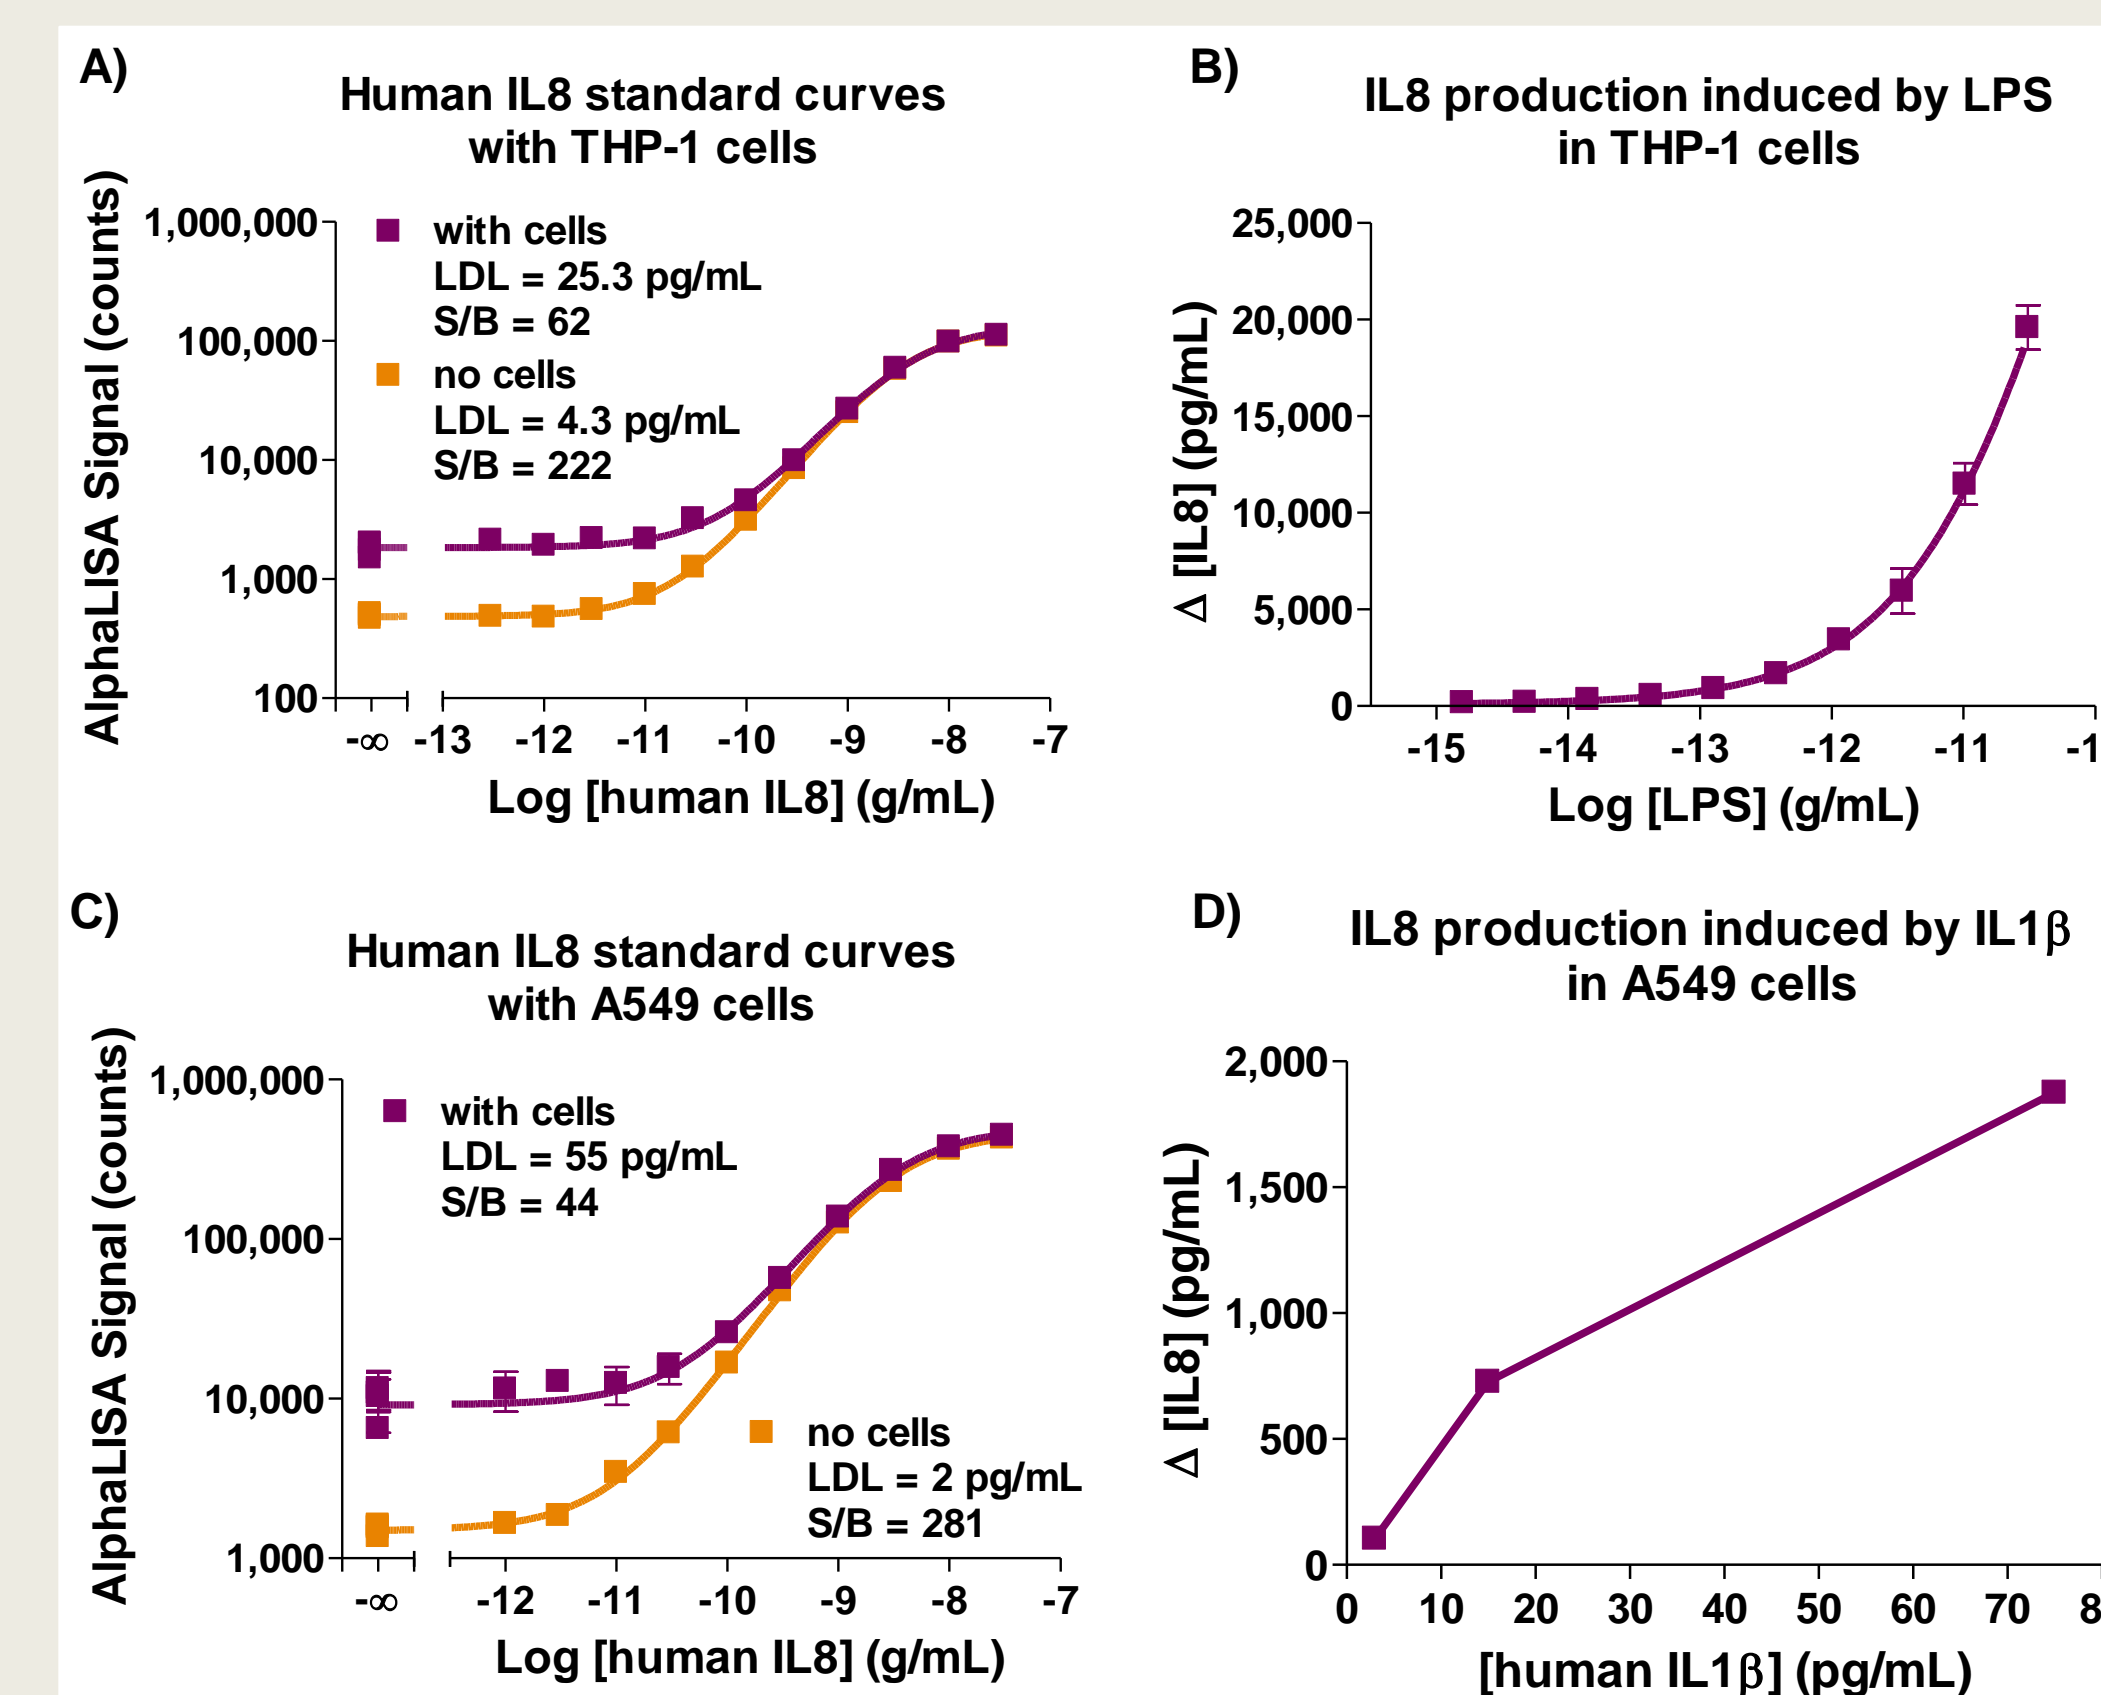 A)
Human IL8 standard curves
with THP-1 cells
AlphaLISA Signal (counts)
1,000,000
100,000
10,000
1,000
100
with cells
LDL = 25.3 pg/mL
S/B = 62
no cells
LDL = 4.3 pg/mL
S/B = 222
-∞ -13 -12 -11 -10 -9 -8 -7
Log [human IL8] (g/mL)
B)
IL8 production induced by LPS
in THP-1 cells
Δ [IL8] (pg/mL)
25,000
20,000
15,000
10,000
5,000
0
-15 -14 -13 -12 -11 -1
Log [LPS] (g/mL)
C)
Human IL8 standard curves
with A549 cells
AlphaLISA Signal (counts)
1,000,000
100,000
10,000
1,000
with cells
LDL = 55 pg/mL
S/B = 44
no cells
LDL = 2 pg/mL
S/B = 281
-∞ -12 -11 -10 -9 -8 -7
Log [human IL8] (g/mL)
D)
IL8 production induced by IL1β
in A549 cells
Δ [IL8] (pg/mL)
2,000
1,500
1,000
500
0
0 10 20 30 40 50 60 70 8
[human IL1β] (pg/mL)